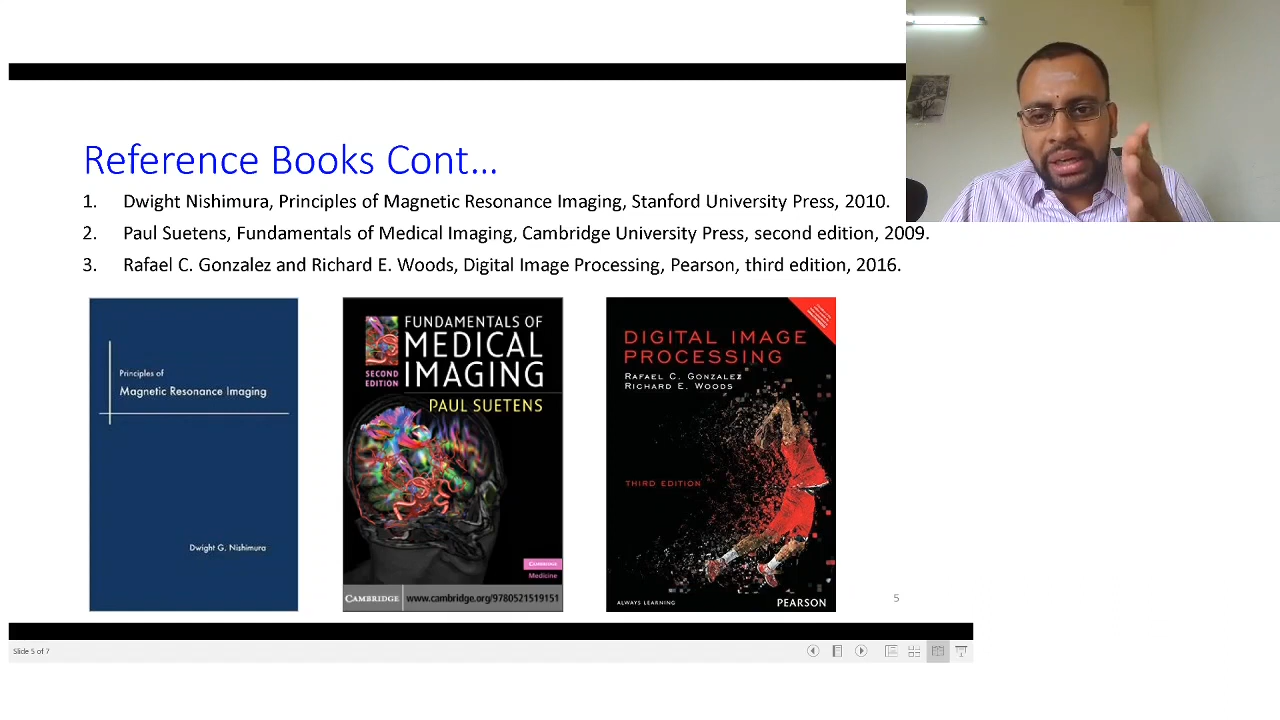 Reference Books Cont...
1. Dwight Nishimura, Principles of Magnetic Resonance Imaging, Stanford University Press, 2010.
2. Paul Suetens, Fundamentals of Medical Imaging, Cambridge University Press, second edition, 2009.
3. Rafael C. Gonzalez and Richard E. Woods, Digital Image Processing, Pearson, third edition, 2016.
Principles of
Magnetic Resonance Imaging
Dwight G. Nishimura
FUNDAMENTALS OF
MEDICAL
IMAGING
SECOND
EDITION
PAUL SUETENS
CAMBRIDGE
Medicine
CAMBRIDGE www.cambridge.org/9780521519151
DIGITAL IMAGE
PROCESSING
RAFAEL C. GONZALEZ
RICHARD E. WOODS
THIRD EDITION
ALWAYS LEARNING PEARSON
5
Slide 5 of 7